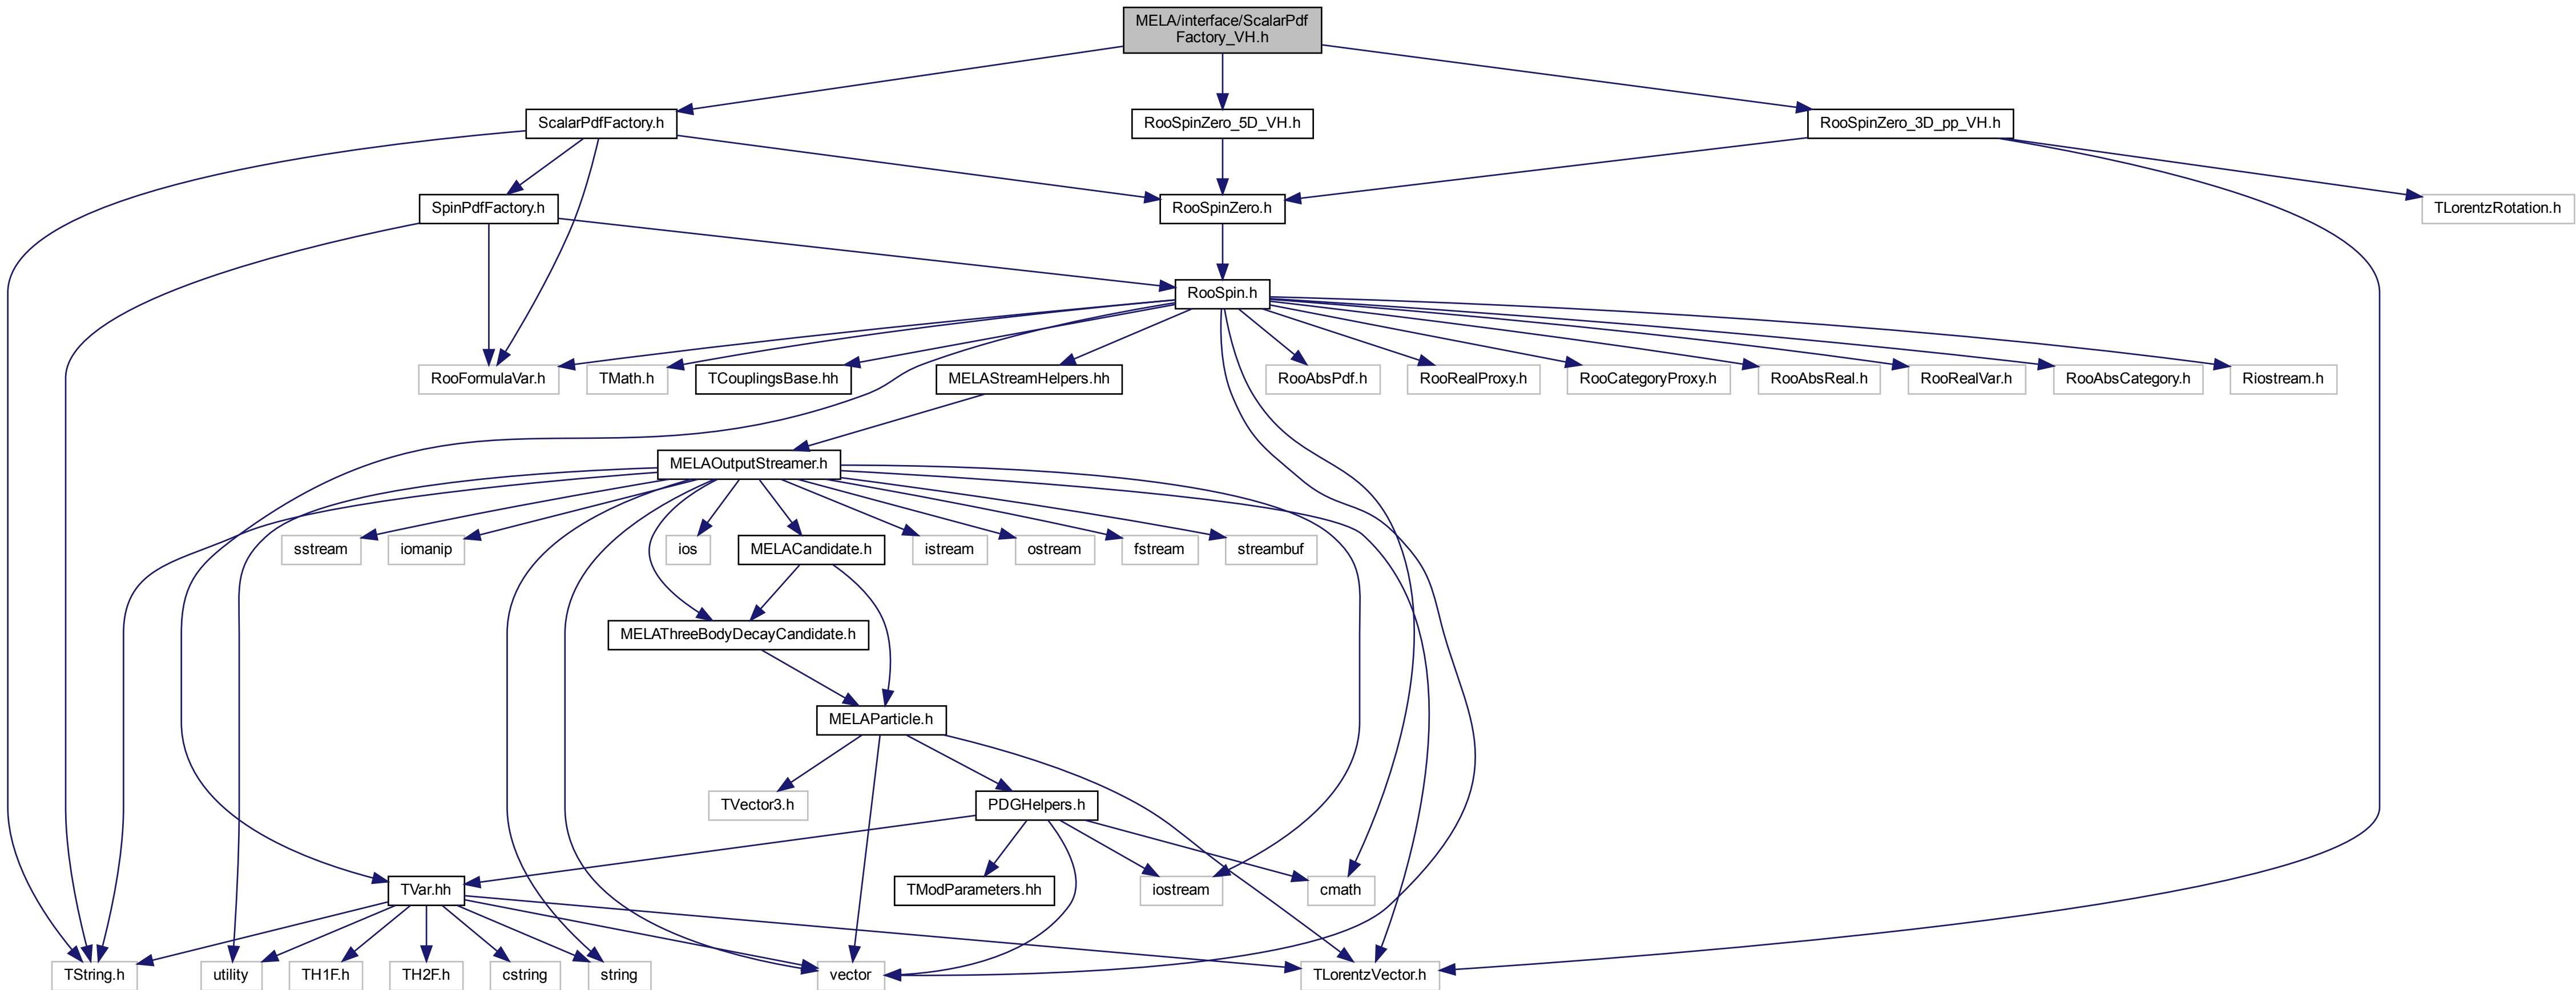 MELA/interface/ScalarPdf
Factory_VH.h
ScalarPdfFactory.h
RooSpinZero_5D_VH.h
RooSpinZero_3D_pp_VH.h
SpinPdfFactory.h
RooSpinZero.h
TLorentzRotation.h
RooSpin.h
RooFormulaVar.h
TMath.h
TCouplingsBase.hh
MELAStreamHelpers.hh
RooAbsPdf.h
RooRealProxy.h
RooCategoryProxy.h
RooAbsReal.h
RooRealVar.h
RooAbsCategory.h
Riostream.h
MELAOutputStreamer.h
sstream
iomanip
ios
MELACandidate.h
istream
ostream
fstream
streambuf
MELAThreeBodyDecayCandidate.h
MELAParticle.h
TVector3.h
PDGHelpers.h
TVar.hh
TModParameters.hh
iostream
cmath
TString.h
utility
TH1F.h
TH2F.h
cstring
string
vector
TLorentzVector.h